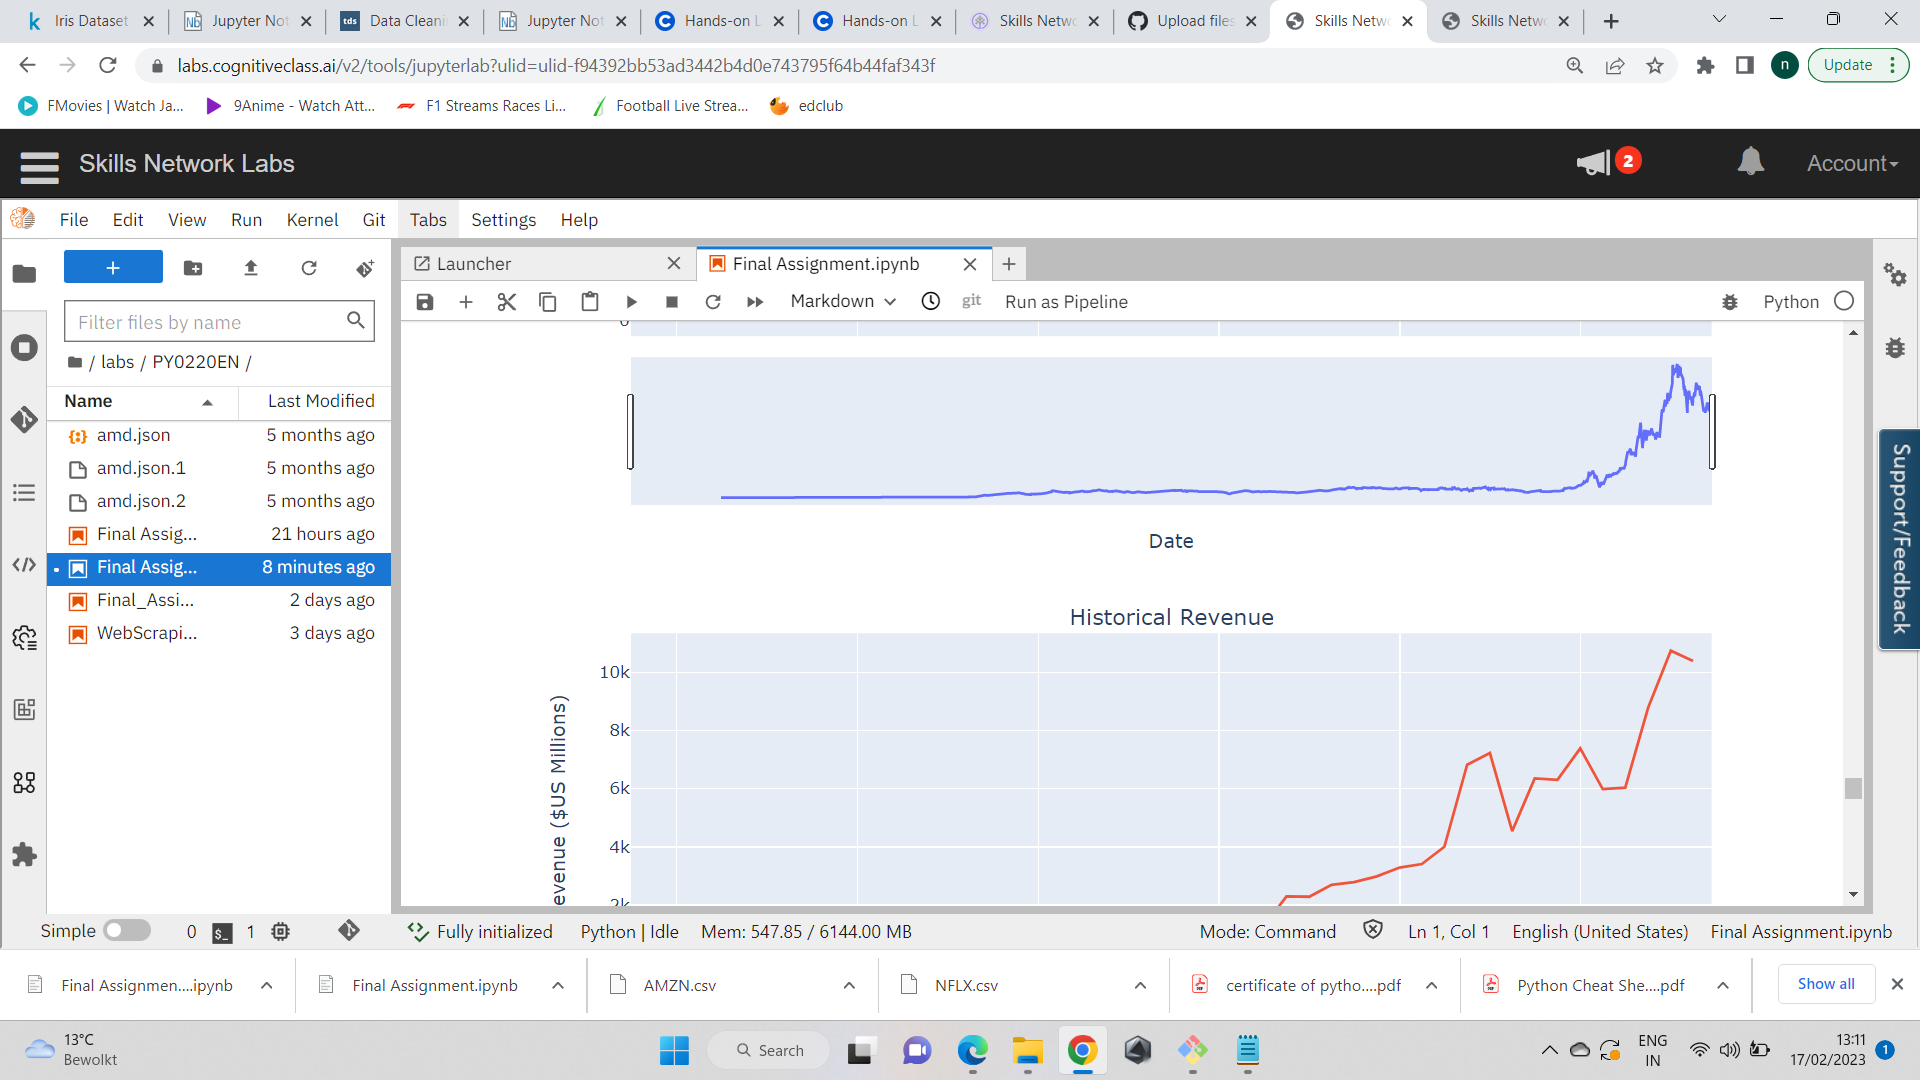 Iris Dataset
Jupyter Not
Data Cleani
Jupyter Not
Hands-on L
Hands-on L
Skills Netwo
Upload files
Skills Netwo
Skills Netwo
labs.cognitiveclass.ai/v2/tools/jupyterlab?ulid=ulid-f94392bb53ad3442b4d0e743795f64b44faf343f
n
Update
FMovies | Watch Ja...
9Anime - Watch Att...
F1 Streams Races Li...
Football Live Strea...
edclub
Skills Network Labs
2
Account
File Edit View Run Kernel Git Tabs Settings Help
Launcher
Final Assignment.ipynb
Markdown
git
Run as Pipeline
Python
Filter files by name
/ labs / PY0220EN /
Name Last Modified
amd.json 5 months ago
amd.json.1 5 months ago
amd.json.2 5 months ago
Final Assig... 21 hours ago
Final Assig... 8 minutes ago
Final_Assi... 2 days ago
WebScrapi... 3 days ago
0
Date
Historical Revenue
10k
8k
6k
4k
2k
evenue ($US Millions)
Support/Feedback
Simple 0 $_ 1 Fully initialized Python | Idle Mem: 547.85 / 6144.00 MB Mode: Command Ln 1, Col 1 English (United States) Final Assignment.ipynb
Final Assignmen....ipynb
Final Assignment.ipynb
AMZN.csv
NFLX.csv
certificate of pytho....pdf
Python Cheat She....pdf
Show all
13°C
Bewolkt
Search
ENG
IN
13:11
17/02/2023
1